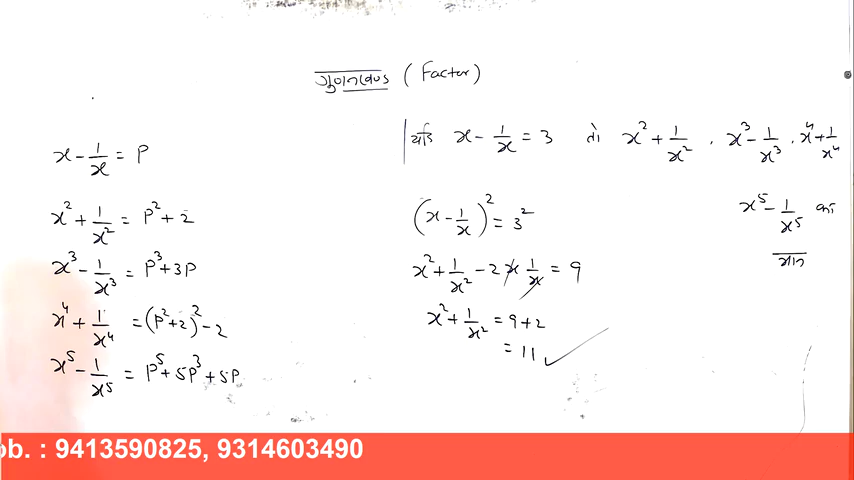 गुणनखण्ड (Factor)
x - 1/x = P
x² + 1/x² = P² + 2
x³ - 1/x³ = P³ + 3P
x⁴ + 1/x⁴ = (P² + 2)² - 2
x⁵ - 1/x⁵ = P⁵ + 5P³ + 5P
यदि x - 1/x = 3 तो x² + 1/x² , x³ - 1/x³ , x⁴ + 1/x⁴
x⁵ - 1/x⁵ का
मान
(x - 1/x)² = 3²
x² + 1/x² - 2 x 1/x = 9
x² + 1/x² = 9 + 2
= 11
ob. : 9413590825, 9314603490